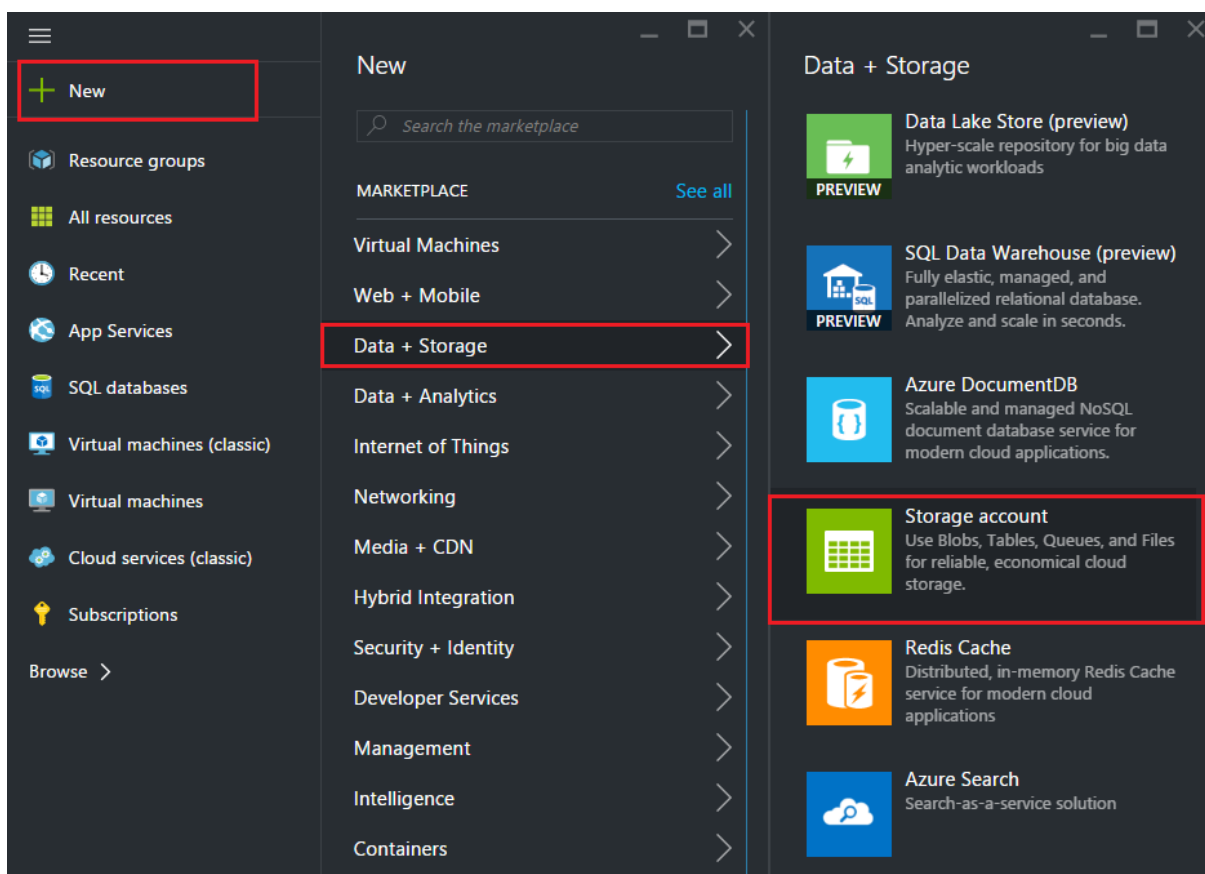 New
Resource groups
All resources
Recent
App Services
SQL databases
Virtual machines (classic)
Virtual machines
Cloud services (classic)
Subscriptions
Browse
New
Search the marketplace
MARKETPLACE
See all
Virtual Machines
Web + Mobile
Data + Storage
Data + Analytics
Internet of Things
Networking
Media + CDN
Hybrid Integration
Security + Identity
Developer Services
Management
Intelligence
Containers
Data + Storage
Data Lake Store (preview)
Hyper-scale repository for big data
analytic workloads
PREVIEW
SQL Data Warehouse (preview)
Fully elastic, managed, and
parallelized relational database.
Analyze and scale in seconds.
SQL
PREVIEW
Azure DocumentDB
Scalable and managed NoSQL
document database service for
modern cloud applications.
Storage account
Use Blobs, Tables, Queues, and Files
for reliable, economical cloud
storage.
Redis Cache
Distributed, in-memory Redis Cache
service for modern cloud
applications
Azure Search
Search-as-a-service solution